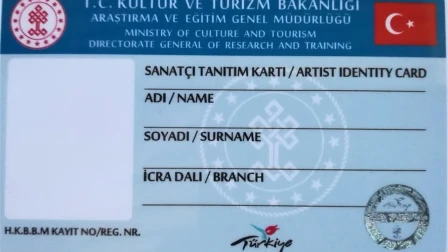 T.C. KÜLTÜR VE TURİZM BAKANLIĞI
ARAŞTIRMA VE EĞİTİM GENEL MÜDÜRLÜĞÜ
MINISTRY OF CULTURE AND TOURISM
DIRECTORATE GENERAL OF RESEARCH AND TRAINING
SANATÇI TANITIM KARTI / ARTIST IDENTITY CARD
ADI / NAME
SOYADI / SURNAME
İCRA DALI / BRANCH
H.K.B.B.M KAYIT NO/REG. NR.
Türkiye